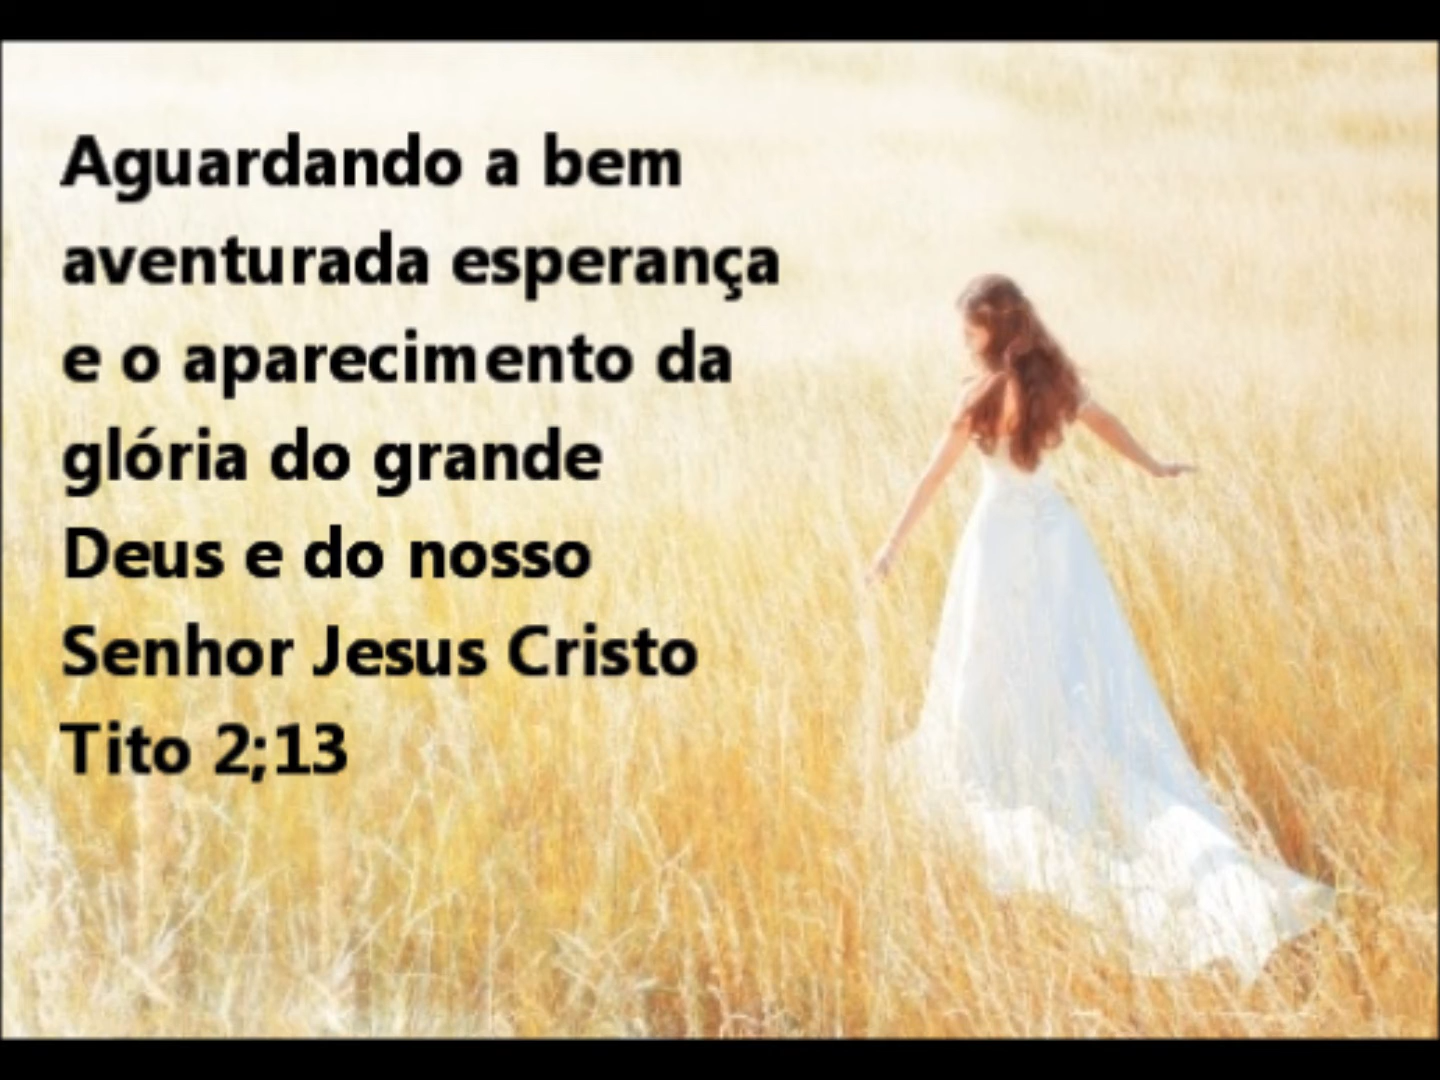 Aguardando a bem
aventurada esperança
e o aparecimento da
glória do grande
Deus e do nosso
Senhor Jesus Cristo
Tito 2;13